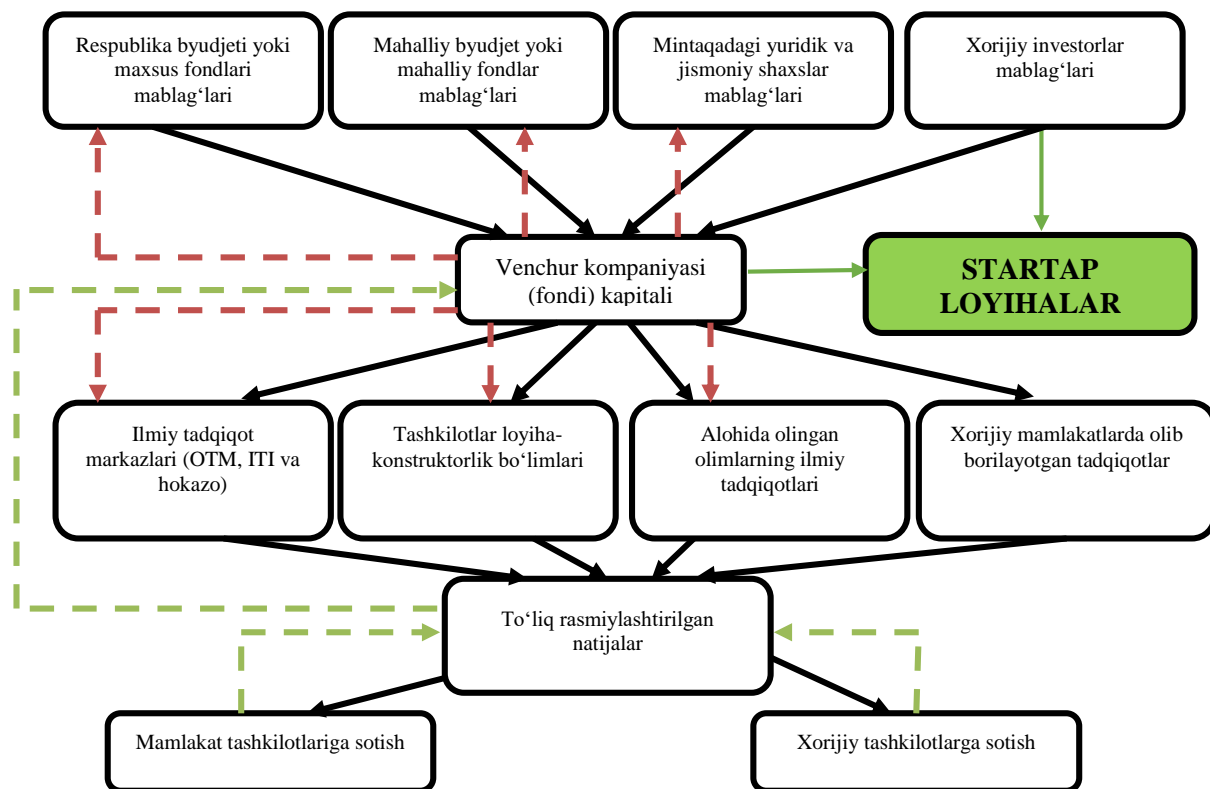 Respublika byudjeti yoki
maxsus fondlari
mablag‘lari
Mahalliy byudjet yoki
mahalliy fondlar
mablag‘lari
Mintaqadagi yuridik va
jismoniy shaxslar
mablag‘lari
Xorijiy investorlar
mablag‘lari
Venchur kompaniyasi
(fondi) kapitali
STARTAP
LOYIHALAR
Ilmiy tadqiqot
markazlari (OTM, ITI va
hokazo)
Tashkilotlar loyiha-
konstruktorlik bo‘limlari
Alohida olingan
olimlarning ilmiy
tadqiqotlari
Xorijiy mamlakatlarda olib
borilayotgan tadqiqotlar
To‘liq rasmiylashtirilgan
natijalar
Mamlakat tashkilotlariga sotish
Xorijiy tashkilotlarga sotish